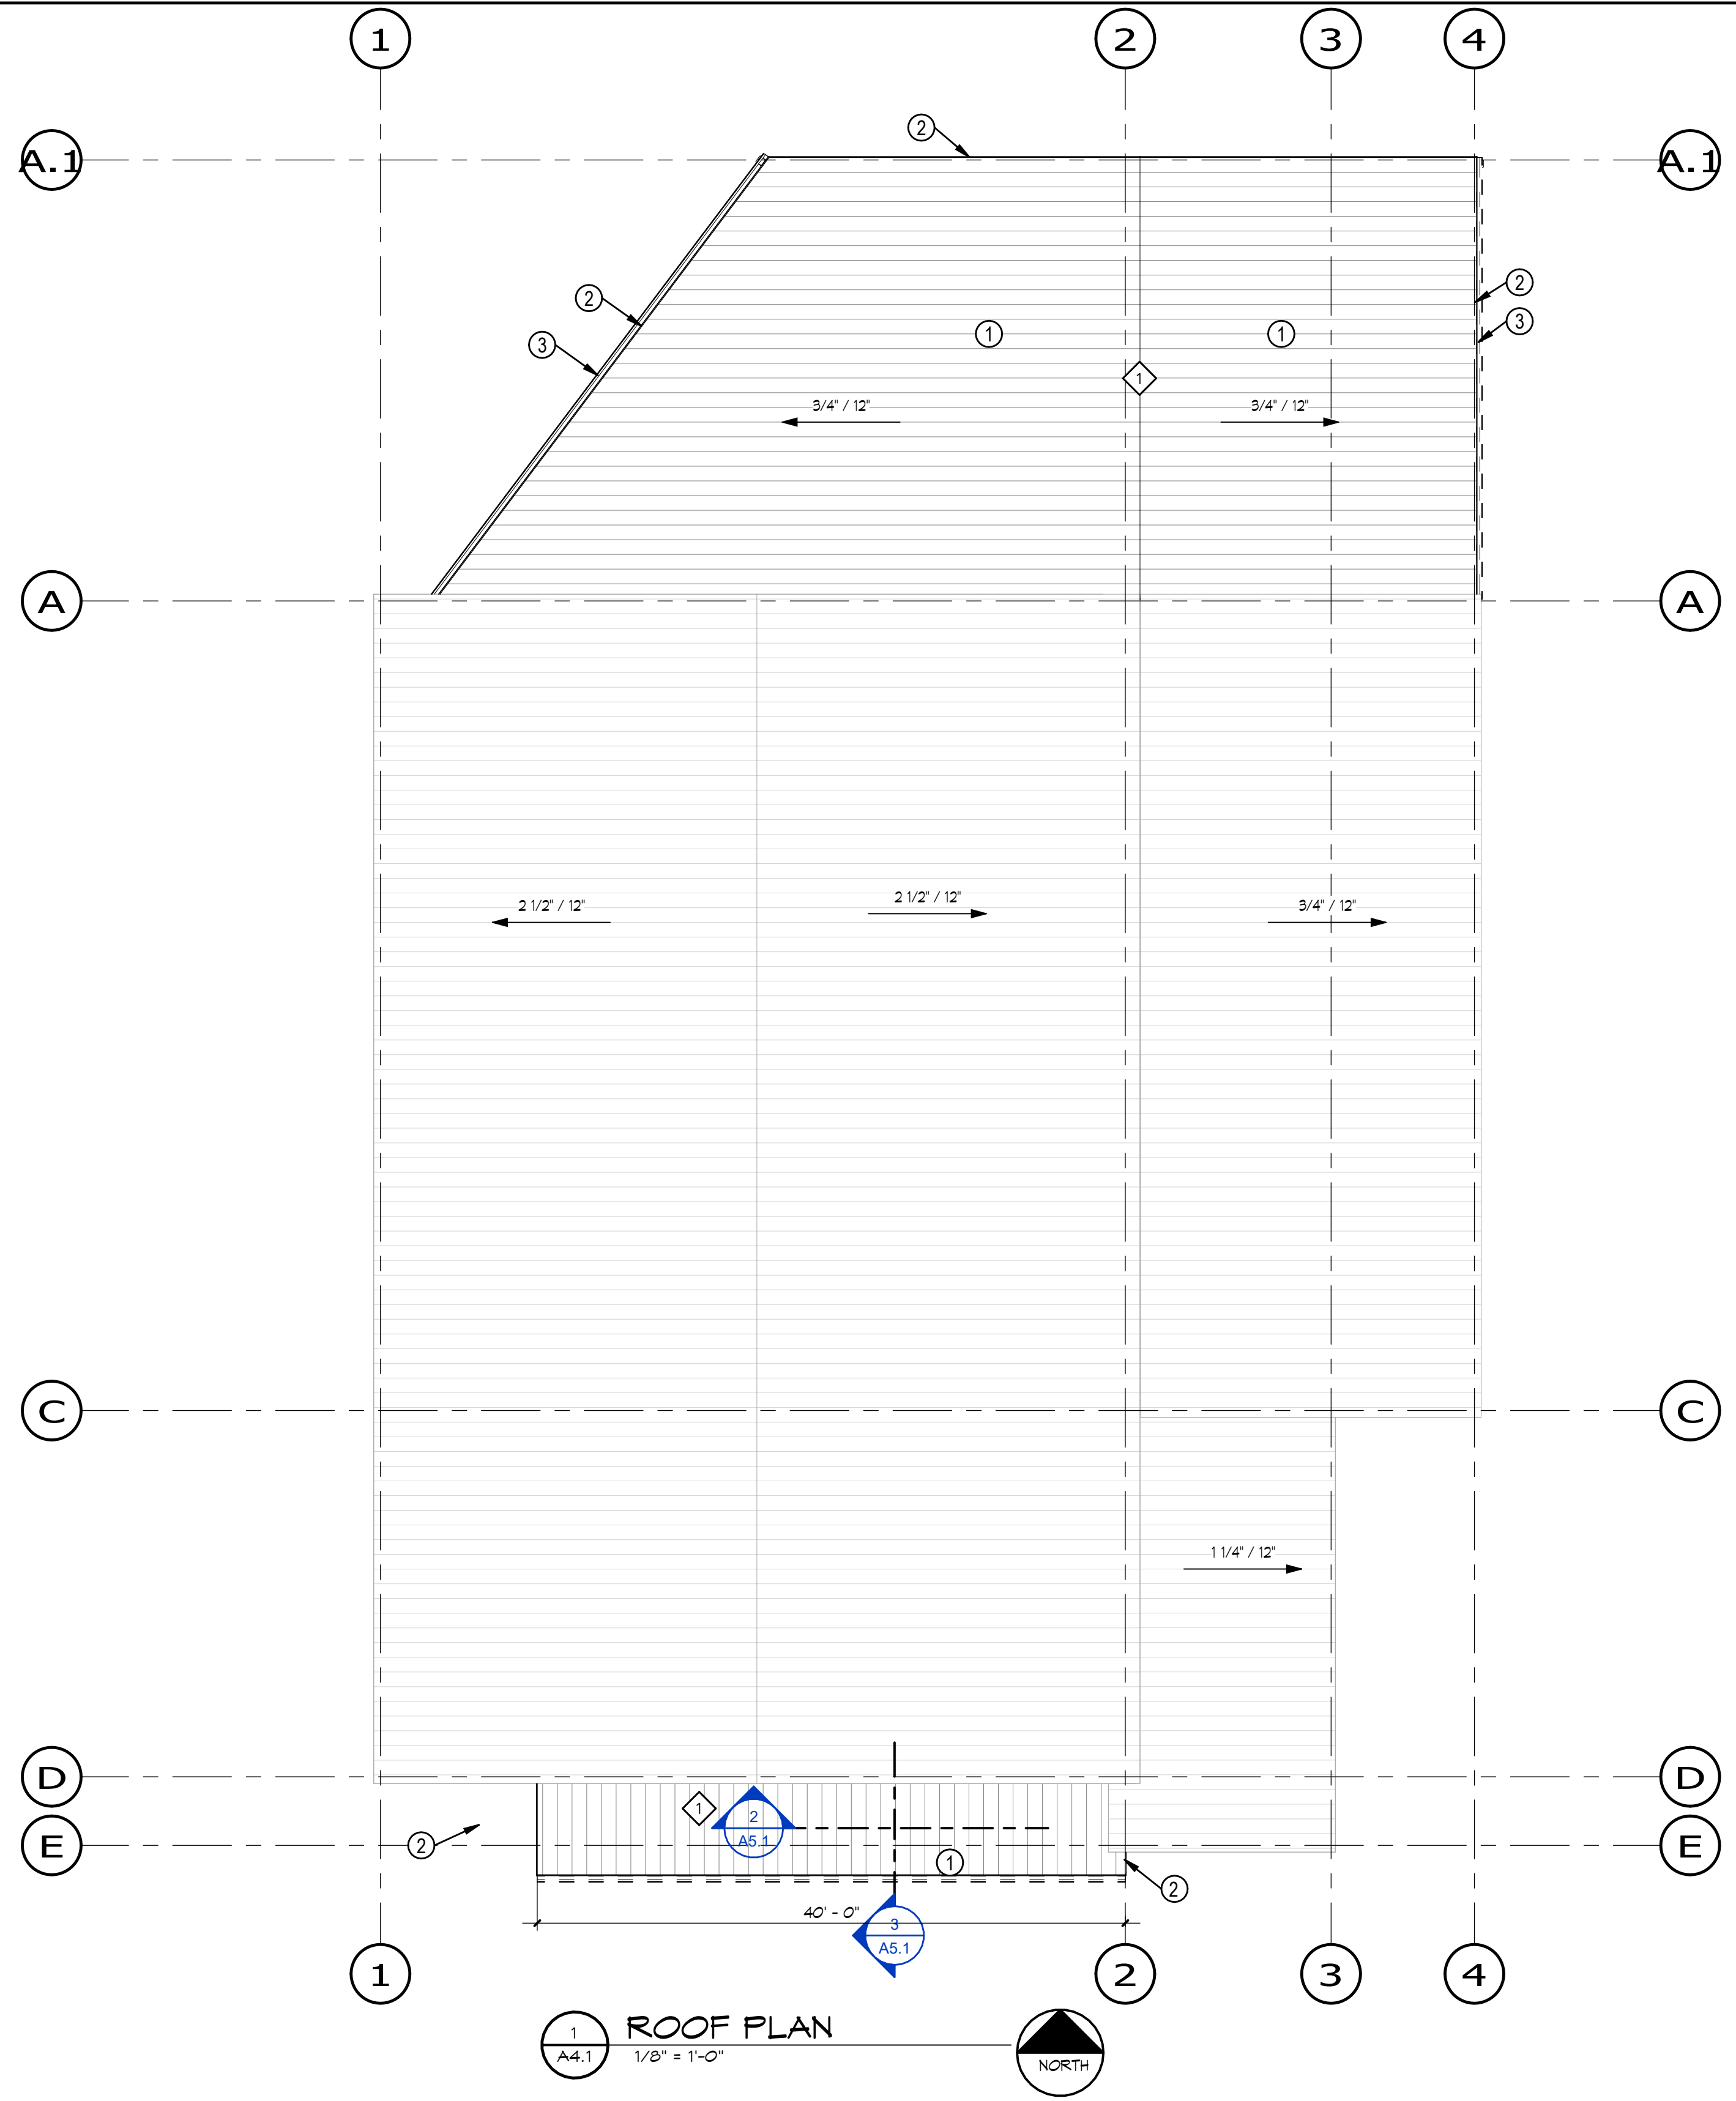 1 2 3 4
2
A.1 A.1
2 2
3 3
1 1
1
3/4" / 12" 3/4" / 12"
A A
2 1/2" / 12" 2 1/2" / 12" 3/4" / 12"
C C
1 1/4" / 12"
D D
1
2
A5.1
E 2 E
1
2
40' - 0"
3
A5.1
1 2 3 4
1
A4.1
ROOF PLAN
1/8" = 1'-0"
NORTH